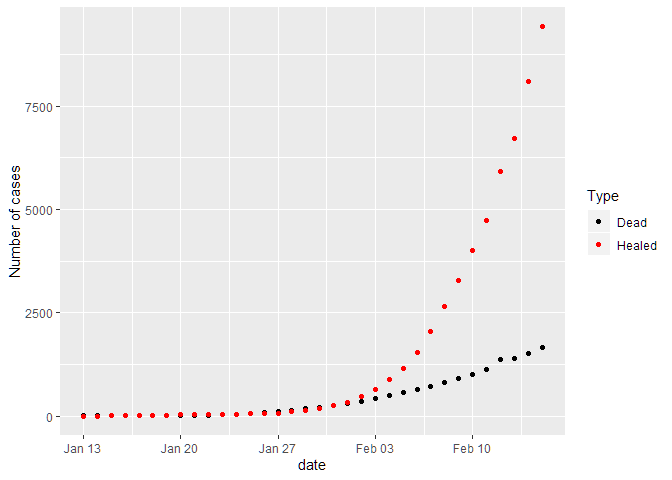 Number of cases
7500
5000
2500
0
Jan 13
Jan 20
Jan 27
Feb 03
Feb 10
date
Type
Dead
Healed